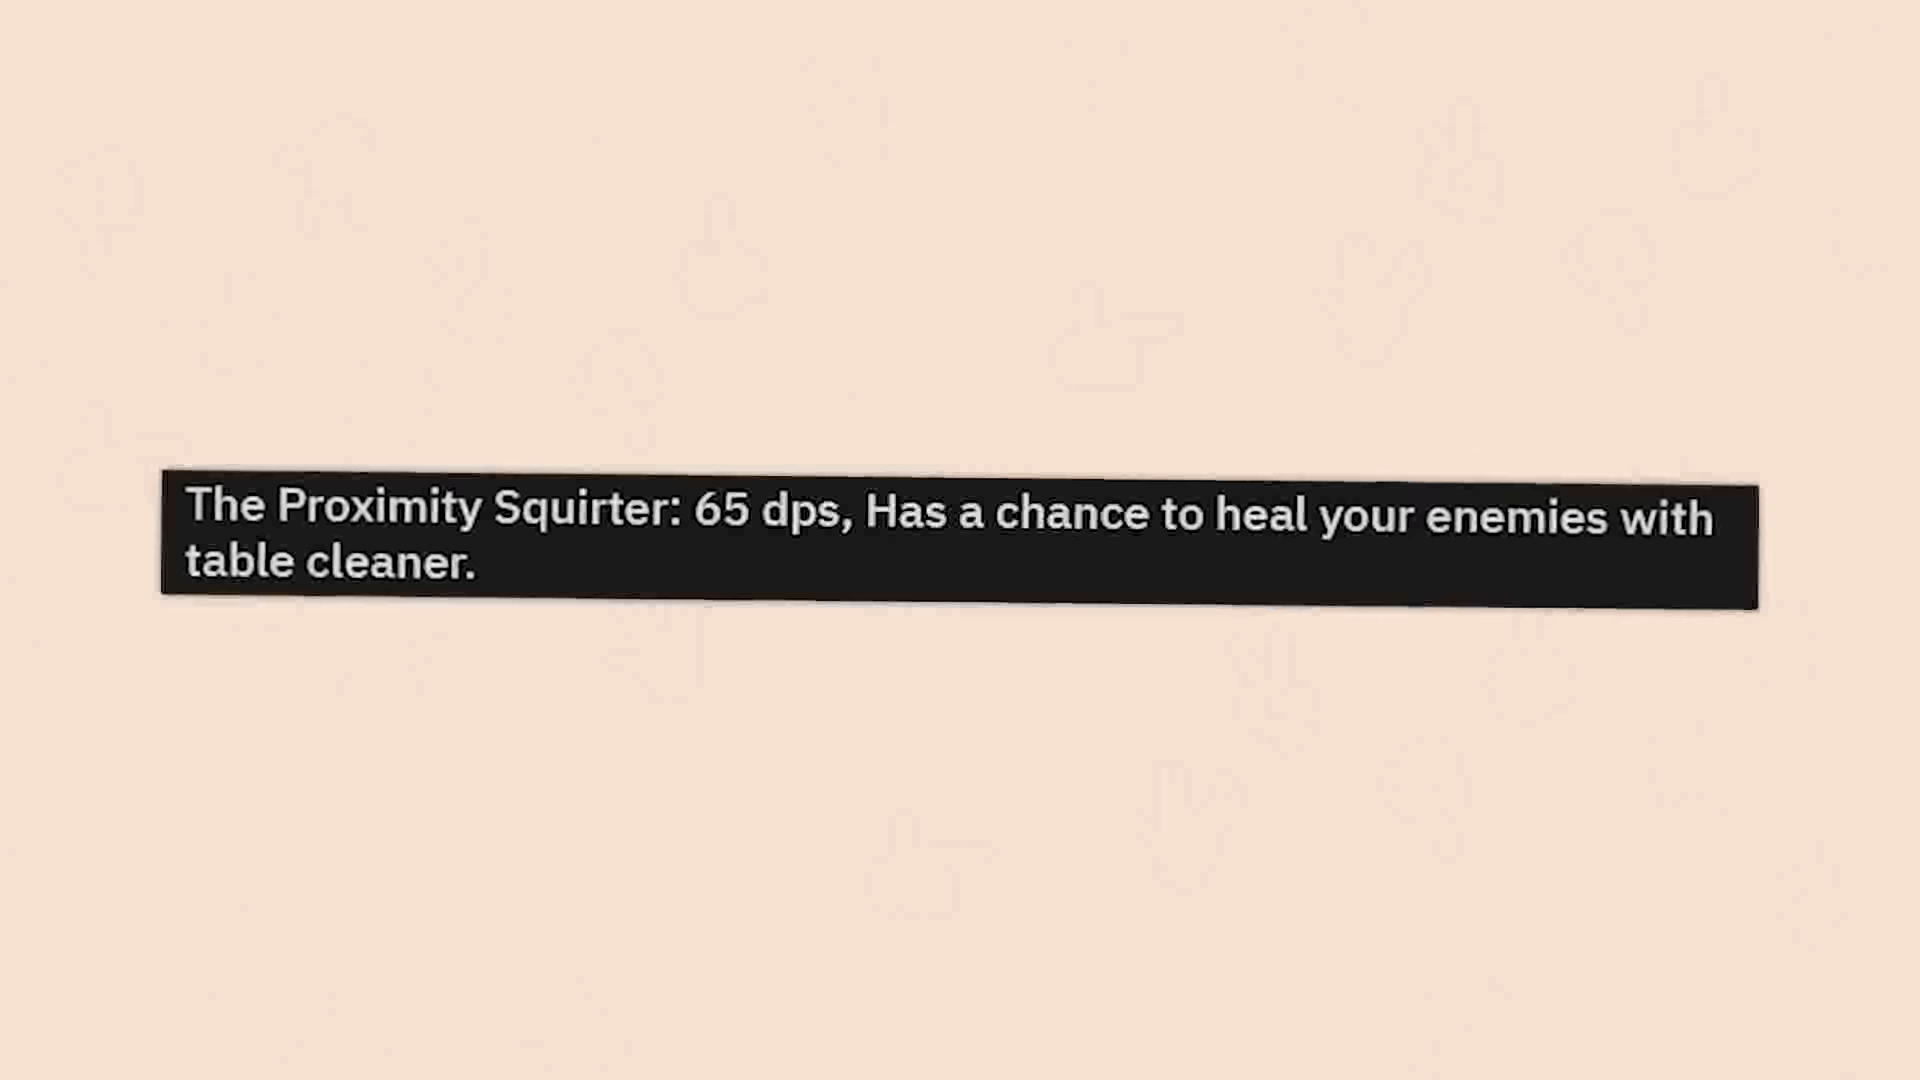 The Proximity Squirter: 65 dps, Has a chance to heal your enemies with
table cleaner.